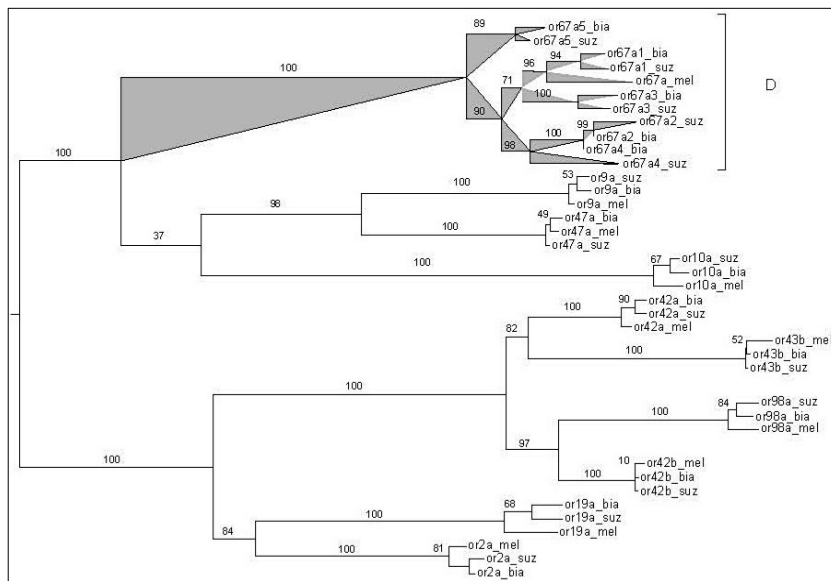 89
or67a5_bia
or67a5_suz
94
or67a1_bia
96
or67a1_suz
100
or67a_mel
71
D
or67a3_bia
100
or67a3_suz
90
99
or67a2_suz
100
or67a2_bia
98
or67a4_bia
100
or67a4_suz
53
or9a_suz
100
or9a_bia
98
or9a_mel
49
or47a_bia
37
100
or47a_mel
or47a_suz
100
67
or10a_suz
or10a_bia
or10a_mel
90
or42a_bia
100
or42a_suz
82
or42a_mel
52
or43b_mel
100
or43b_bia
or43b_suz
100
84
or98a_suz
100
or98a_bia
97
or98a_mel
10
or42b_mel
100
100
or42b_bia
or42b_suz
68
or19a_bia
100
or19a_suz
84
or19a_mel
81
or2a_mel
100
or2a_suz
or2a_bia